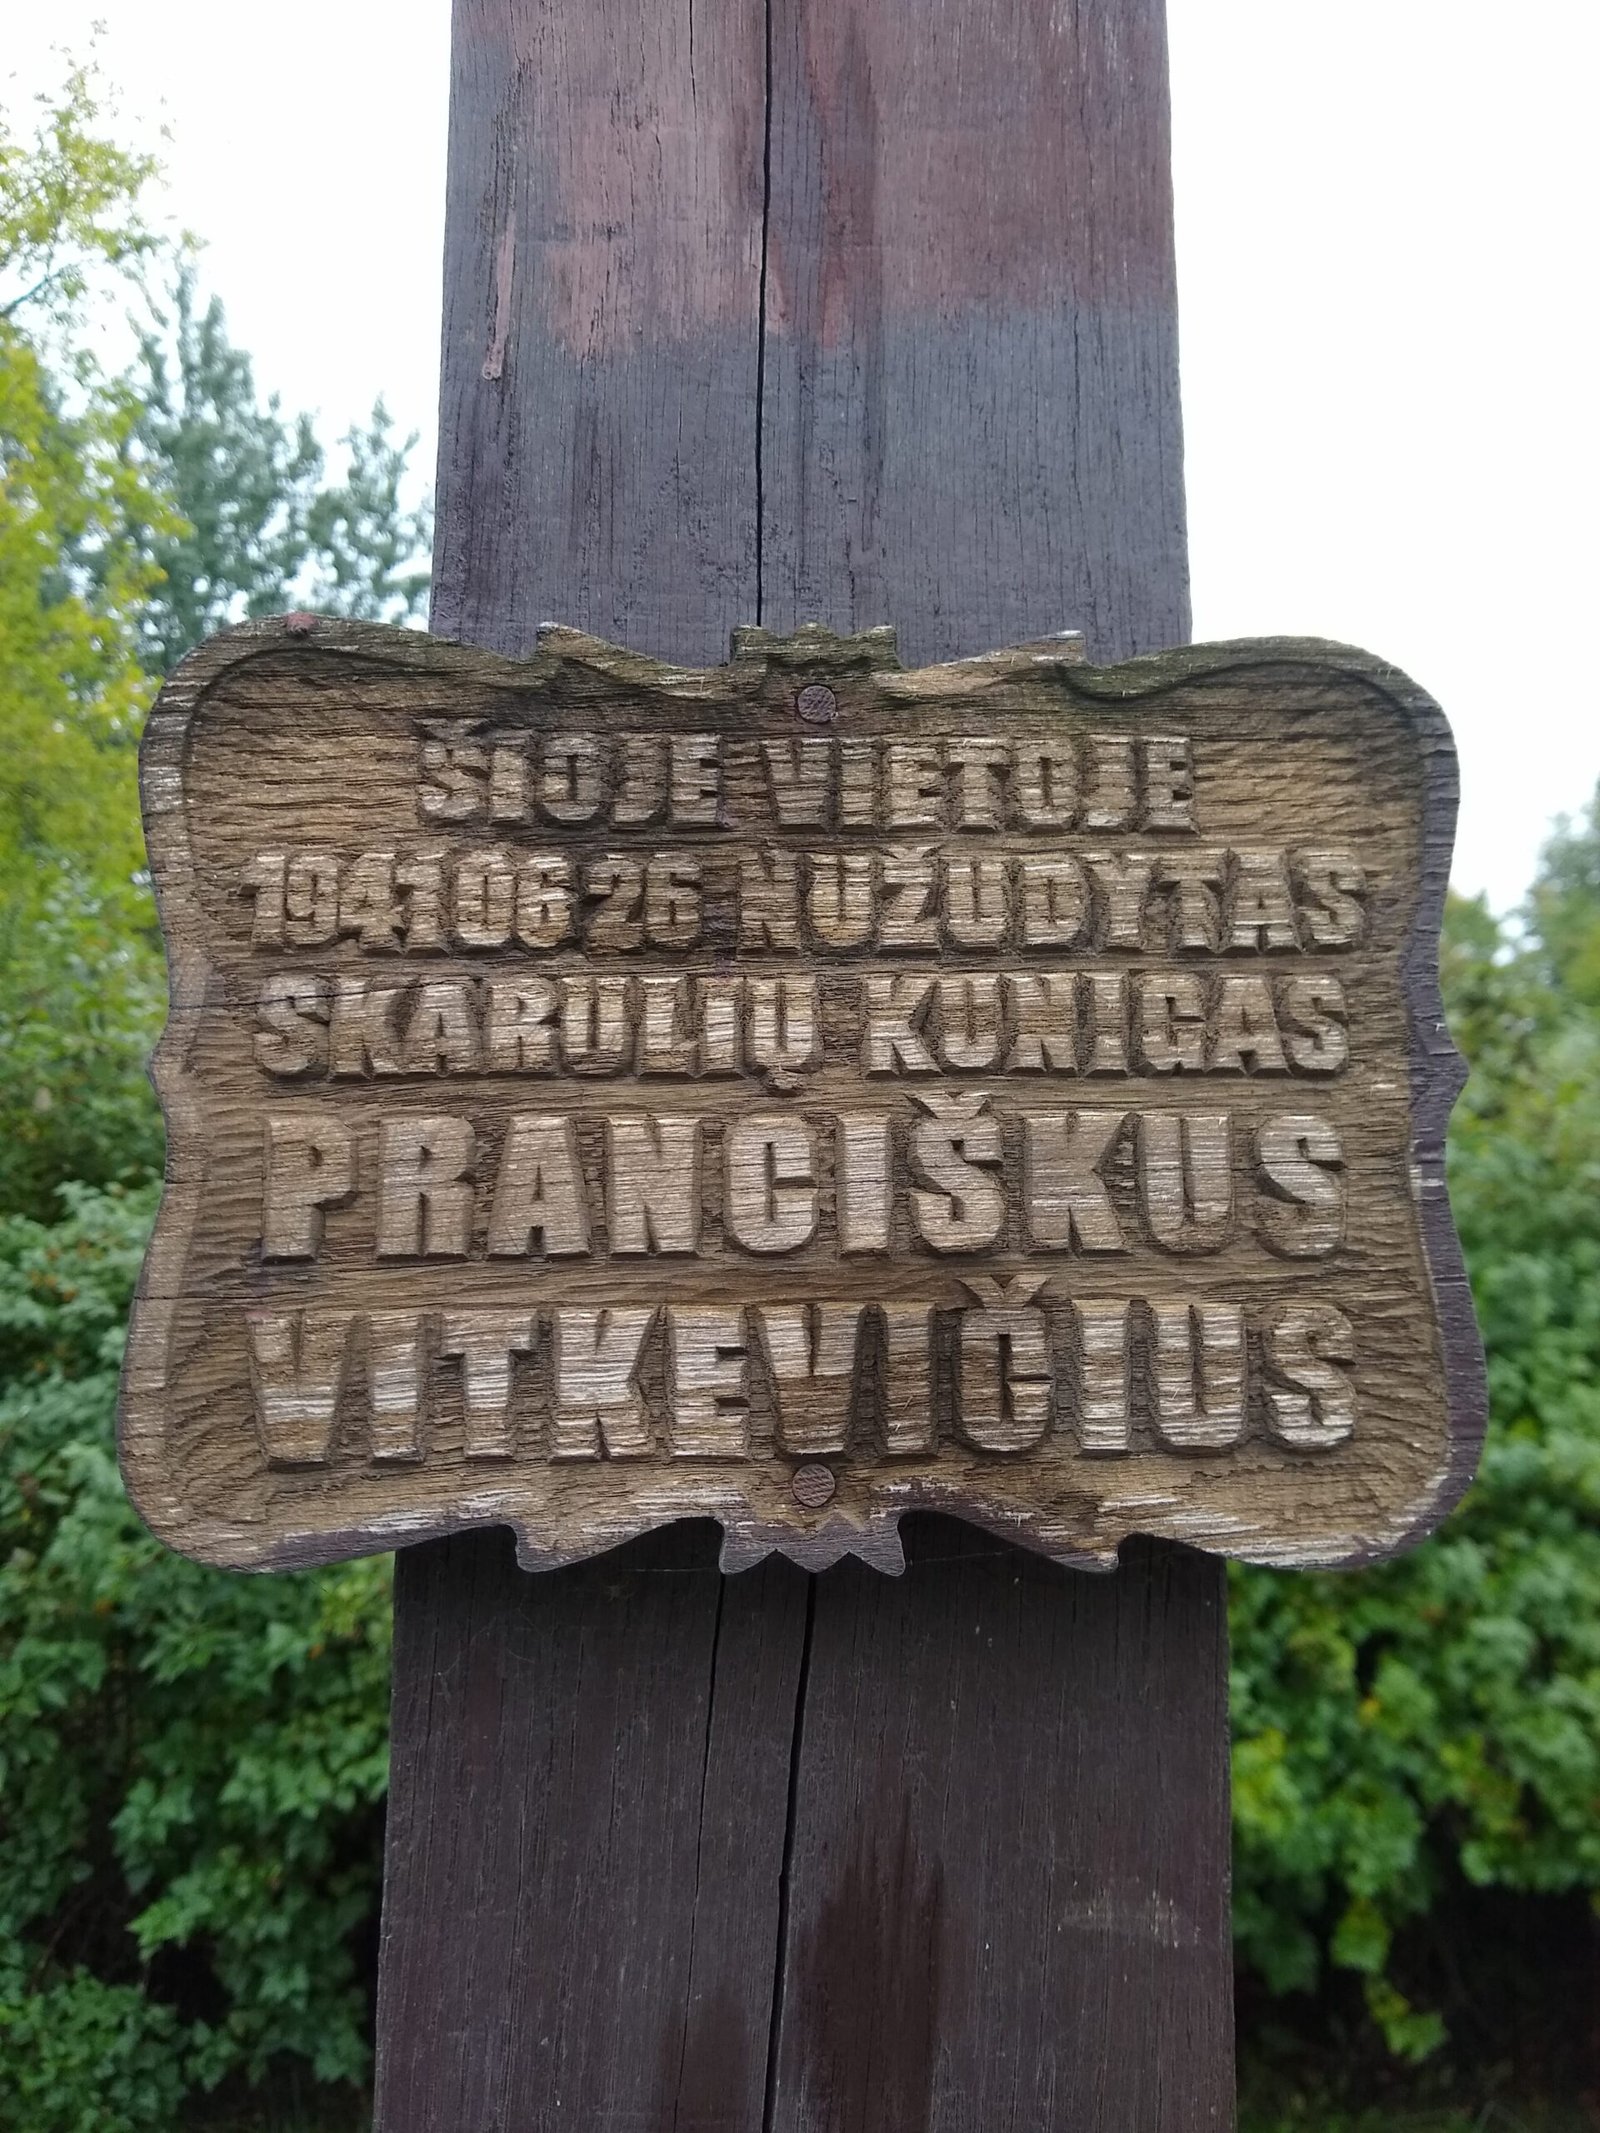 ŠIOJE VIETOJE
1941 06 26 NUŽUDYTAS
SKARULIŲ KUNIGAS
PRANCIŠKUS
VITKEVIČIUS